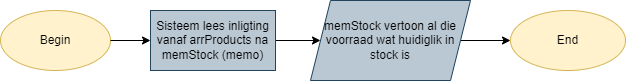 Begin
Sisteem lees inligting
vanaf arrProducts na
memStock (memo)
memStock vertoon al die
voorraad wat huidiglik in
stock is
End